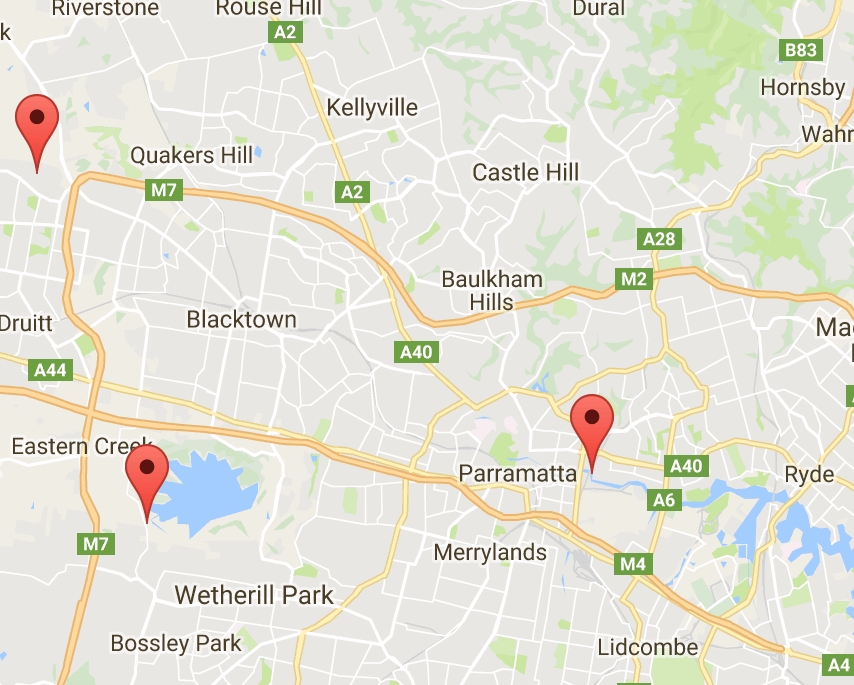 Riverstone
Rouse Hill
Dural
k
A2
B83
Hornsby
Kellyville
Wahr
Quakers Hill
Castle Hill
M7
A2
A28
Baulkham
Hills
M2
Druitt
Blacktown
Ma
A40
A44
Eastern Creek
Parramatta
A40
Ryde
A6
M7
Merrylands
M4
Wetherill Park
Bossley Park
Lidcombe
A4